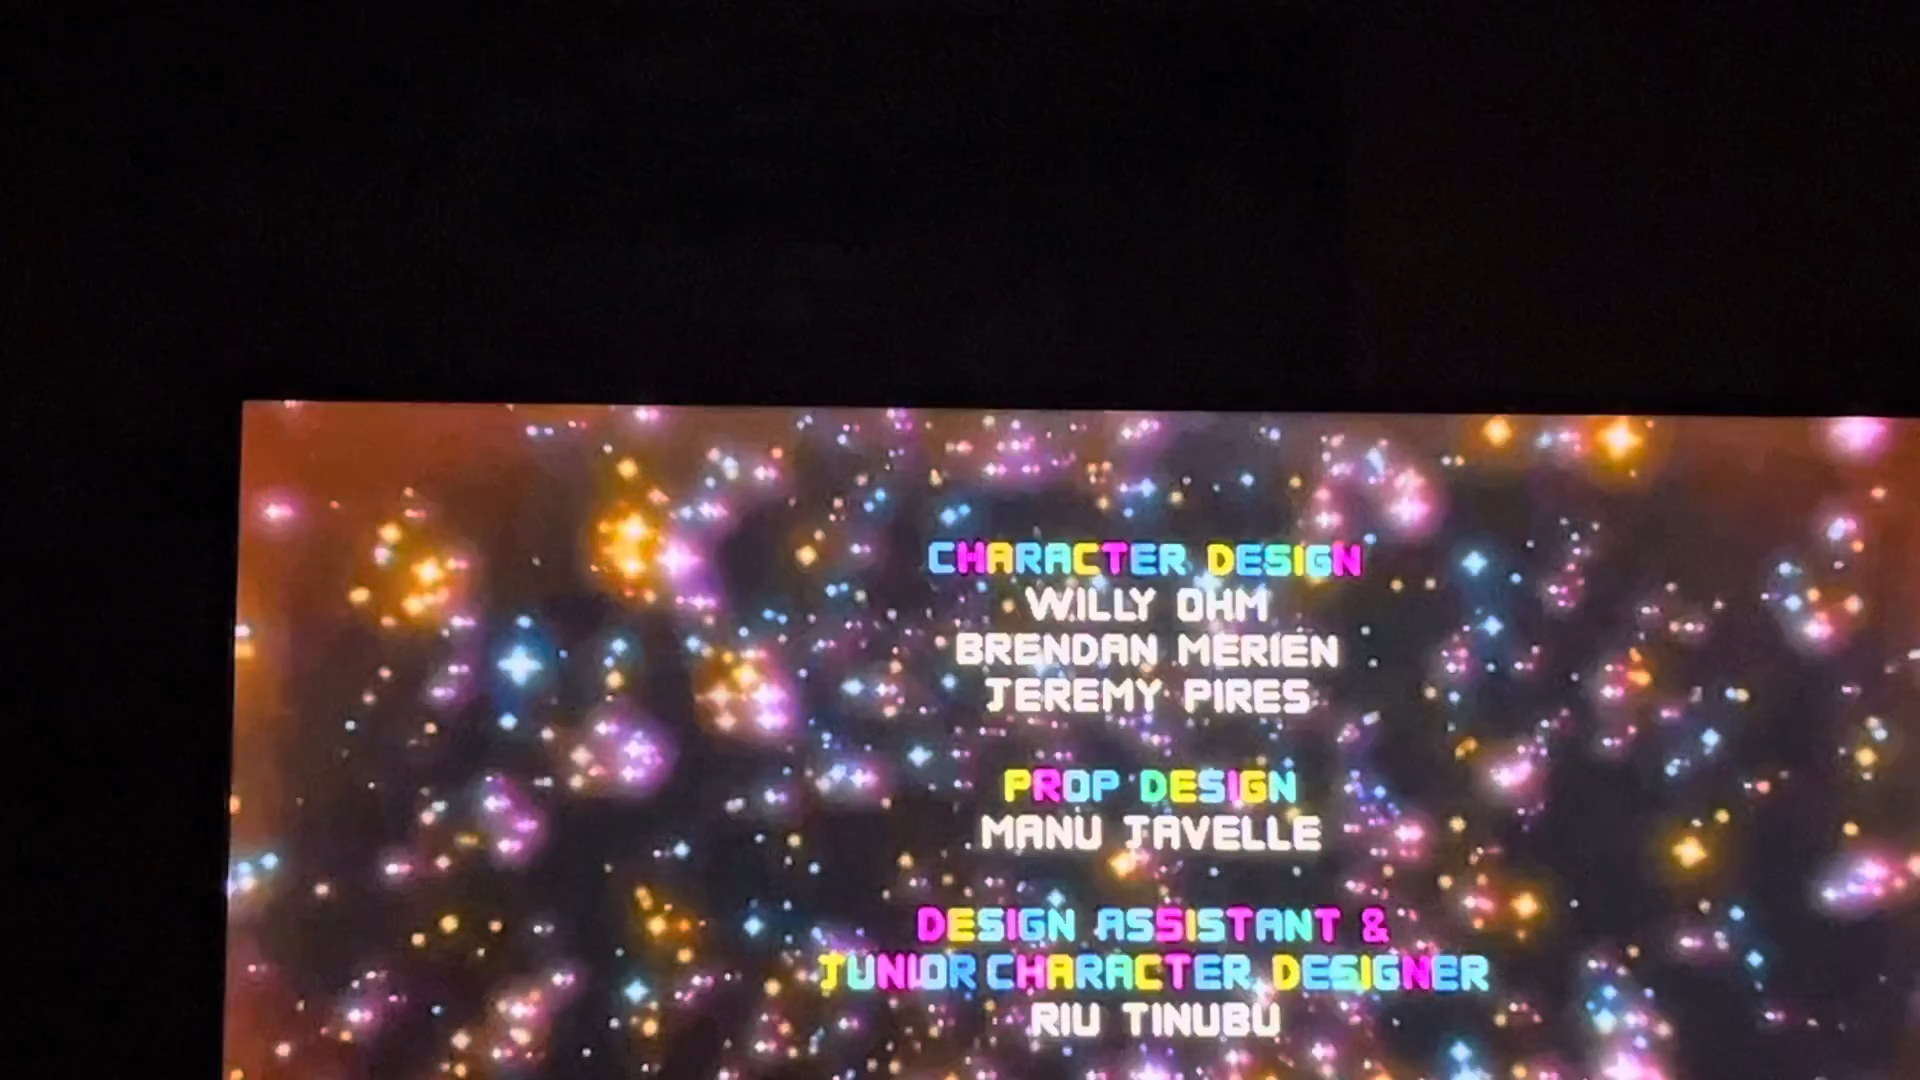 CHARACTER DESIGN
WILLY OHM
BRENDAN MERIEN
JEREMY PIRES
PROP DESIGN
MANU JAVELLE
DESIGN ASSISTANT &
JUNIOR CHARACTER DESIGNER
RIU TINUBU